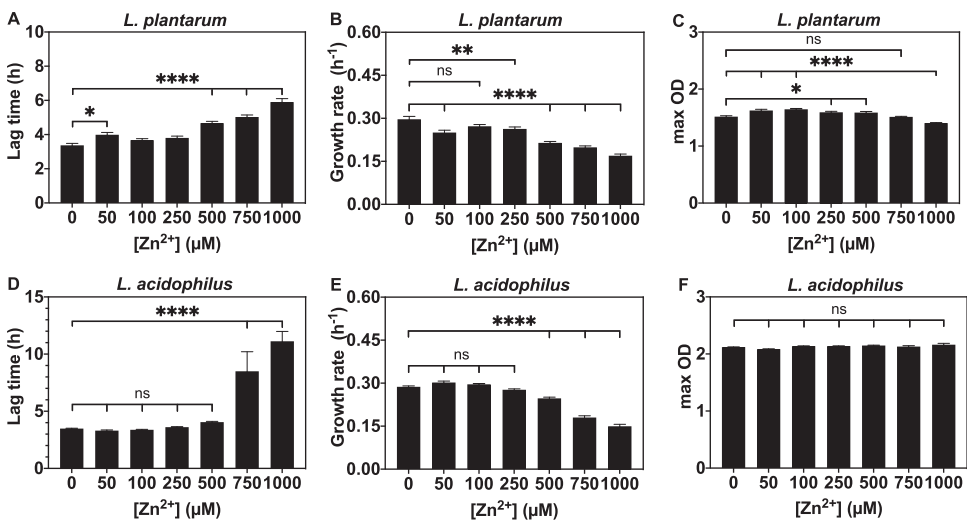 A
L. plantarum
Lag time (h)
10
8
6
4
2
0
****
*
0 50 100 250 500 750 1000
[Zn²⁺] (µM)
B
L. plantarum
Growth rate (h⁻¹)
0.60
0.45
0.30
0.15
0.00
**
ns
****
0 50 100 250 500 750 1000
[Zn²⁺] (µM)
C
L. plantarum
max OD
3
2
1
0
ns
****
*
0 50 100 250 500 750 1000
[Zn²⁺] (µM)
D
L. acidophilus
Lag time (h)
15
10
5
0
****
ns
0 50 100 250 500 750 1000
[Zn²⁺] (µM)
E
L. acidophilus
Growth rate (h⁻¹)
0.60
0.45
0.30
0.15
0.00
****
ns
0 50 100 250 500 750 1000
[Zn²⁺] (µM)
F
L. acidophilus
max OD
3
2
1
0
ns
0 50 100 250 500 750 1000
[Zn²⁺] (µM)